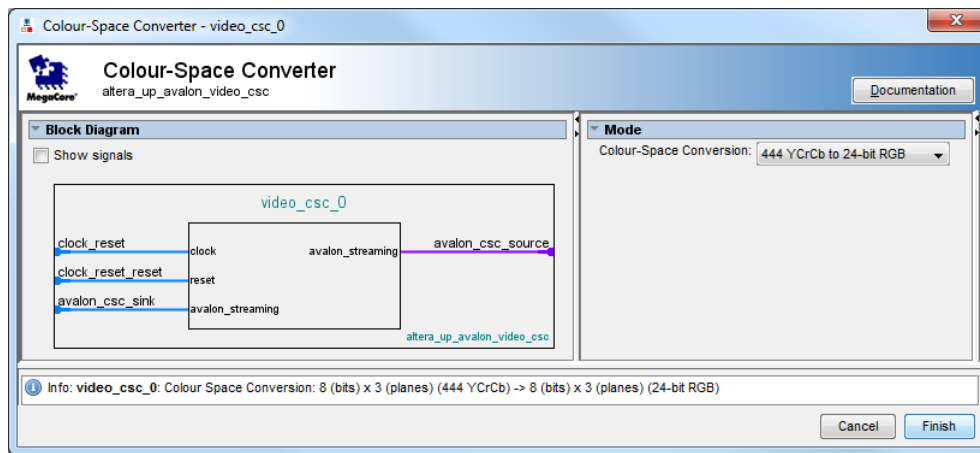 Colour-Space Converter - video_csc_0
Colour-Space Converter
altera_up_avalon_video_csc
MegaCore®
Documentation
Block Diagram
Show signals
video_csc_0
clock_reset
clock
avalon_streaming
avalon_csc_source
clock_reset_reset
reset
avalon_csc_sink
avalon_streaming
altera_up_avalon_video_csc
Mode
Colour-Space Conversion: 444 YCrCb to 24-bit RGB
Info: video_csc_0: Colour Space Conversion: 8 (bits) x 3 (planes) (444 YCrCb) -> 8 (bits) x 3 (planes) (24-bit RGB)
Cancel
Finish